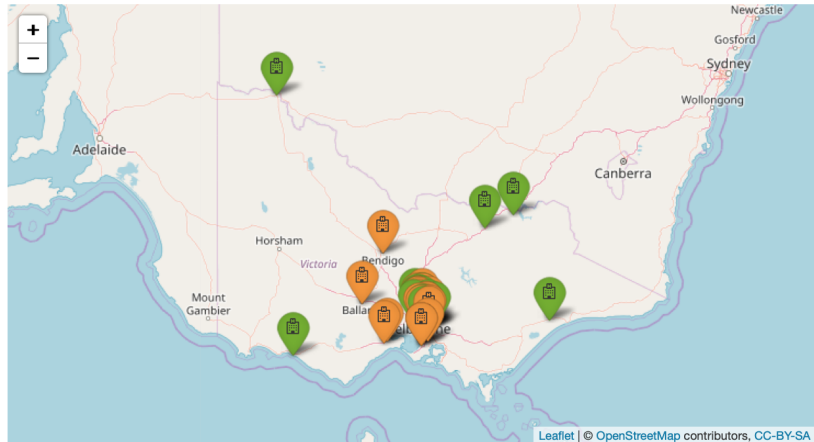 Newcastle
+
Gosford
Sydney
−
Wollongong
Adelaide
Canberra
Horsham
Victoria
Bendigo
Mount
Gambier
Leaflet | © OpenStreetMap contributors, CC-BY-SA